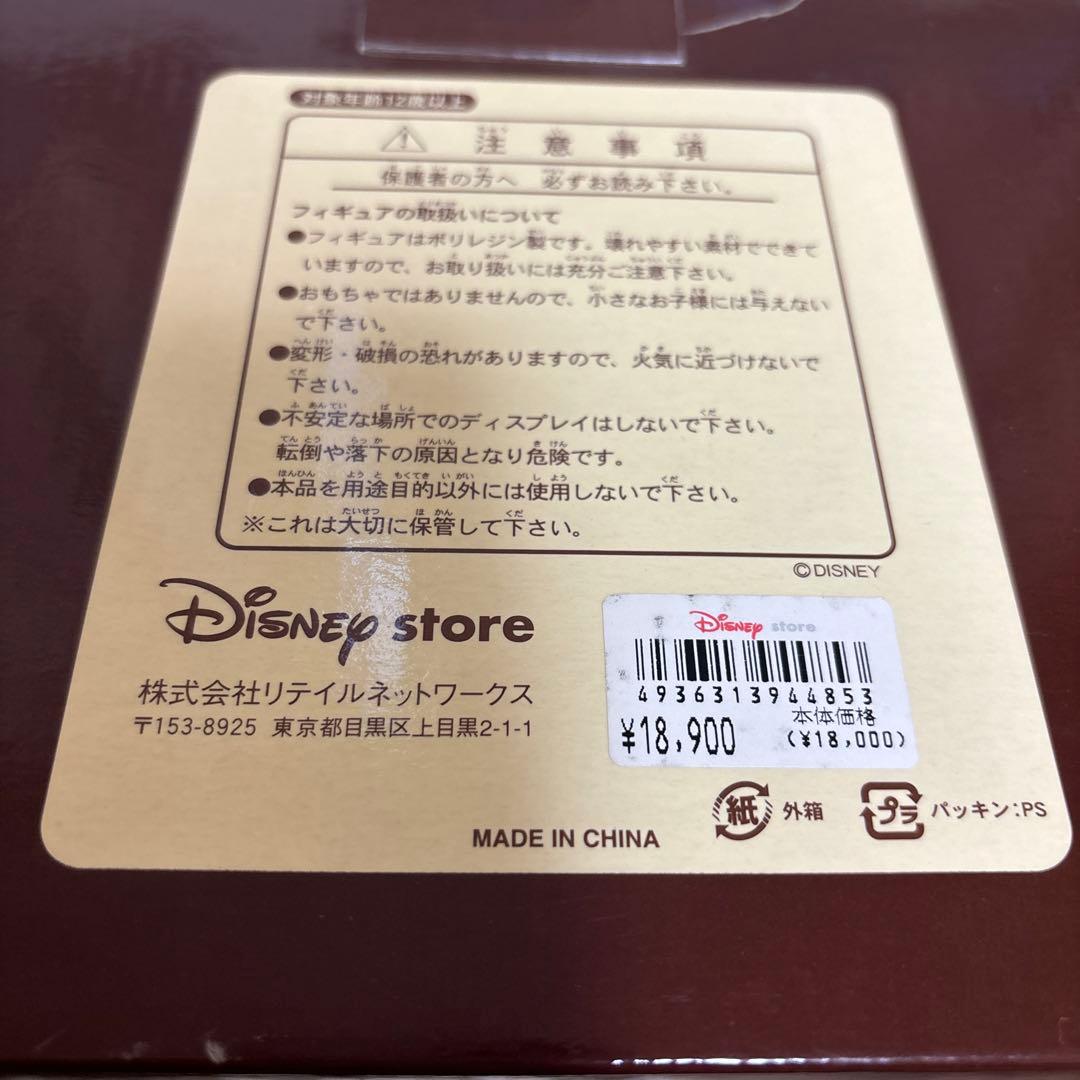 対象年齢12歳以上
⚠ 注意事項
保護者の方へ 必ずお読み下さい。
フィギュアの取扱いについて
●フィギュアはポリレジン製です。壊れやすい素材でできて
いますので、お取り扱いには充分ご注意下さい。
●おもちゃではありませんので、小さなお子様には与えない
で下さい。
●変形・破損の恐れがありますので、火気に近づけないで
下さい。
●不安定な場所でのディスプレイはしないで下さい。
転倒や落下の原因となり危険です。
●本品を用途目的以外には使用しないで下さい。
※これは大切に保管して下さい。
©DISNEY
Disney store
株式会社リテイルネットワークス
〒153-8925 東京都目黒区上目黒2-1-1
Disney store
4936313944853
本体価格
¥18,900 (¥18,000)
紙 外箱
プラ パッキン:PS
MADE IN CHINA